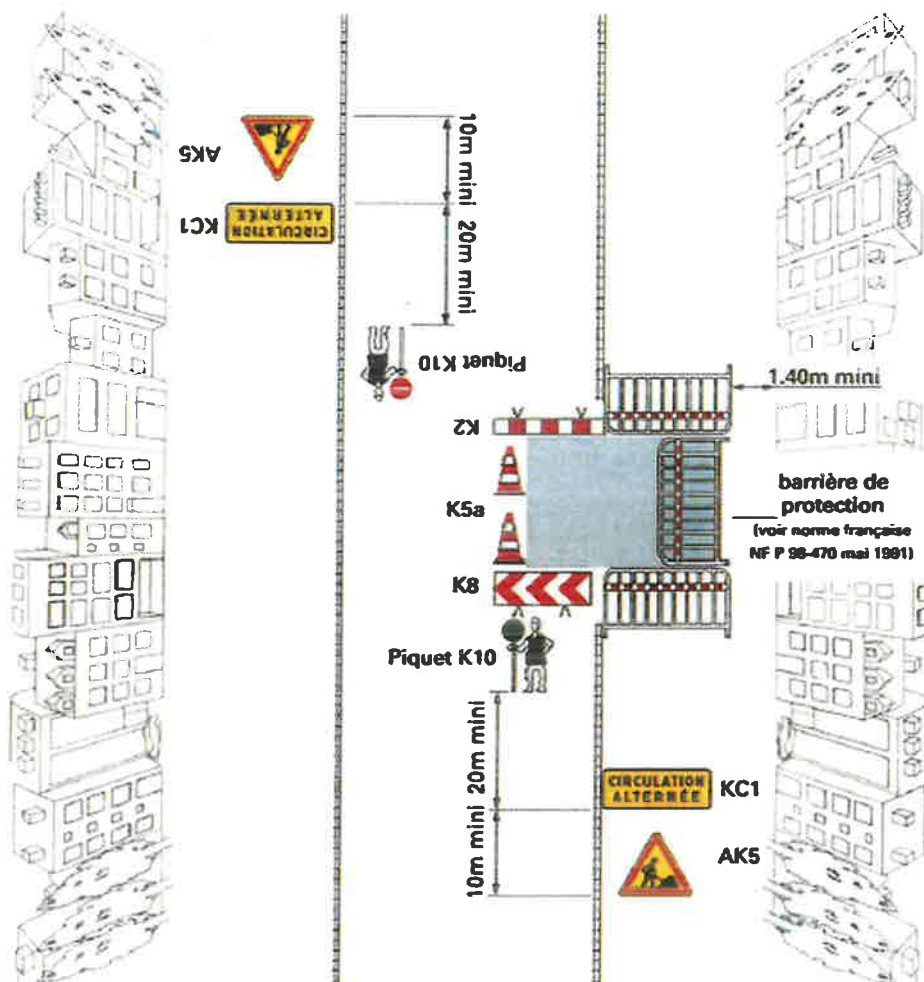 AK5
10m mini
KC1
CIRCULATION
ALTERNÉE
20m mini
Piquet K10
1.40m mini
K2
K5a
barrière de
protection
(voir norme française
NF P 98-470 mai 1991)
K8
Piquet K10
20m mini
CIRCULATION
ALTERNÉE
KC1
10m mini
AK5